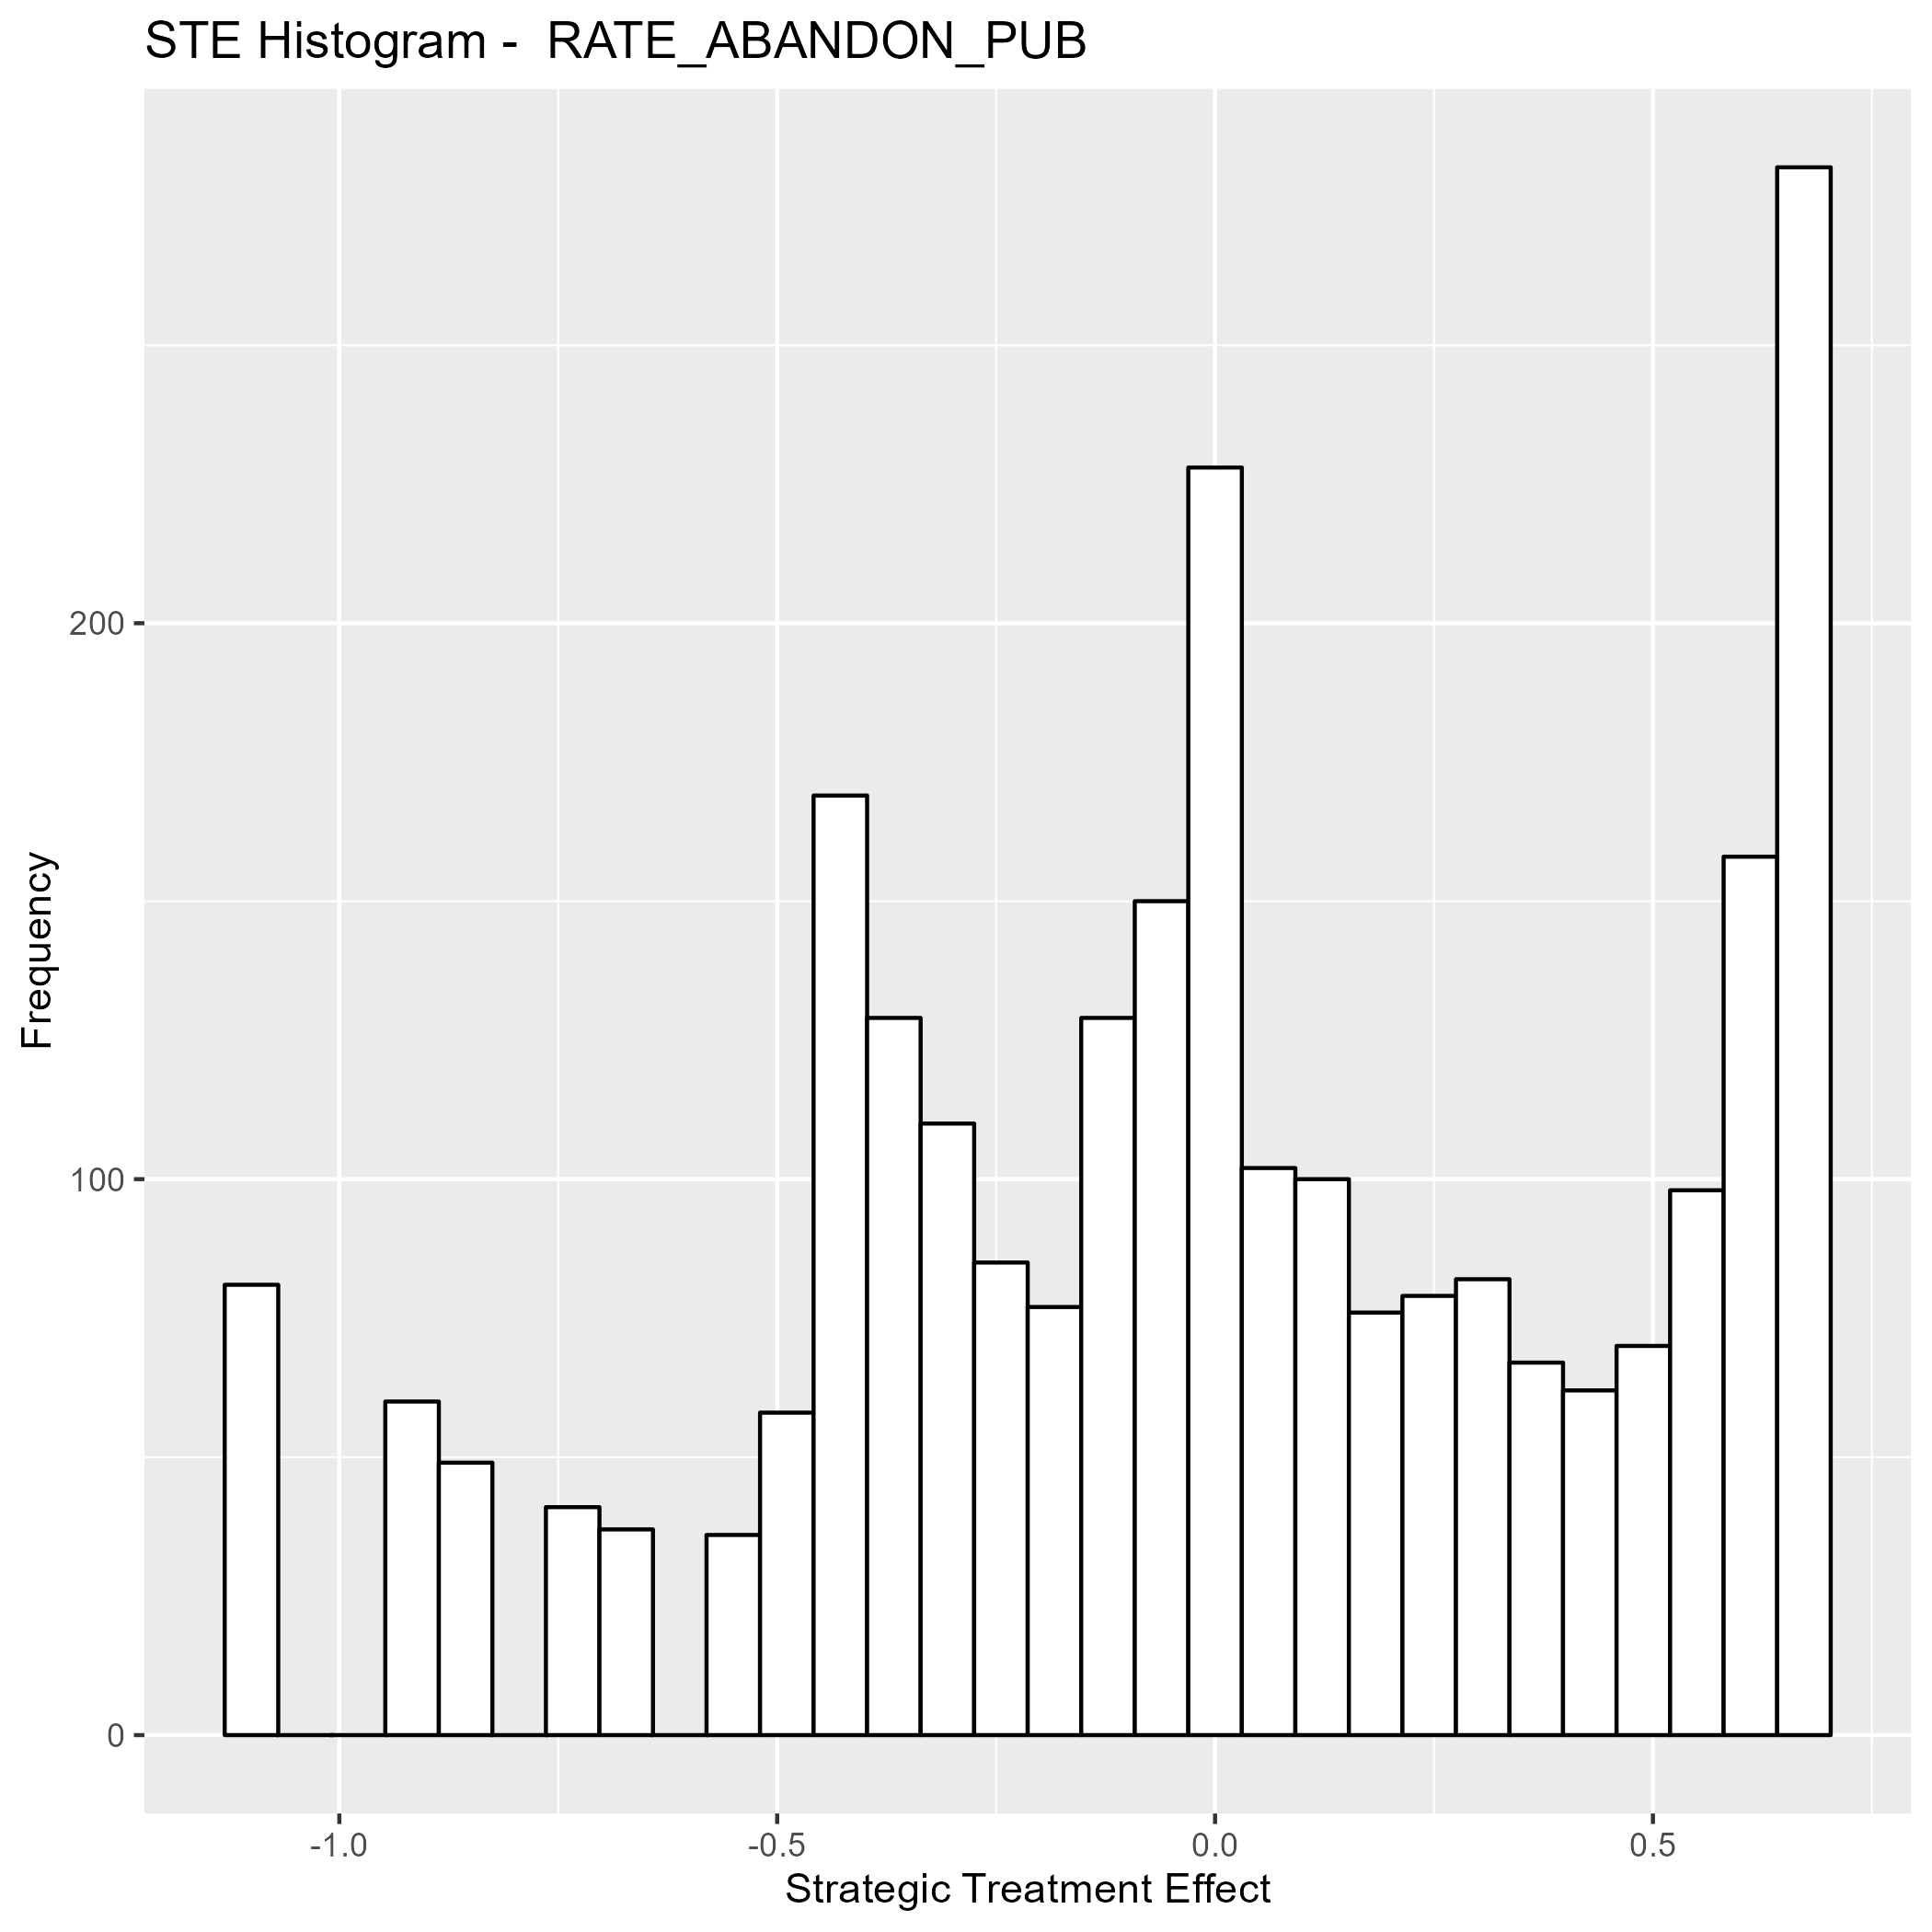 STE Histogram -  RATE_ABANDON_PUB
Frequency
200
100
0
-1.0
-0.5
0.0
0.5
Strategic Treatment Effect